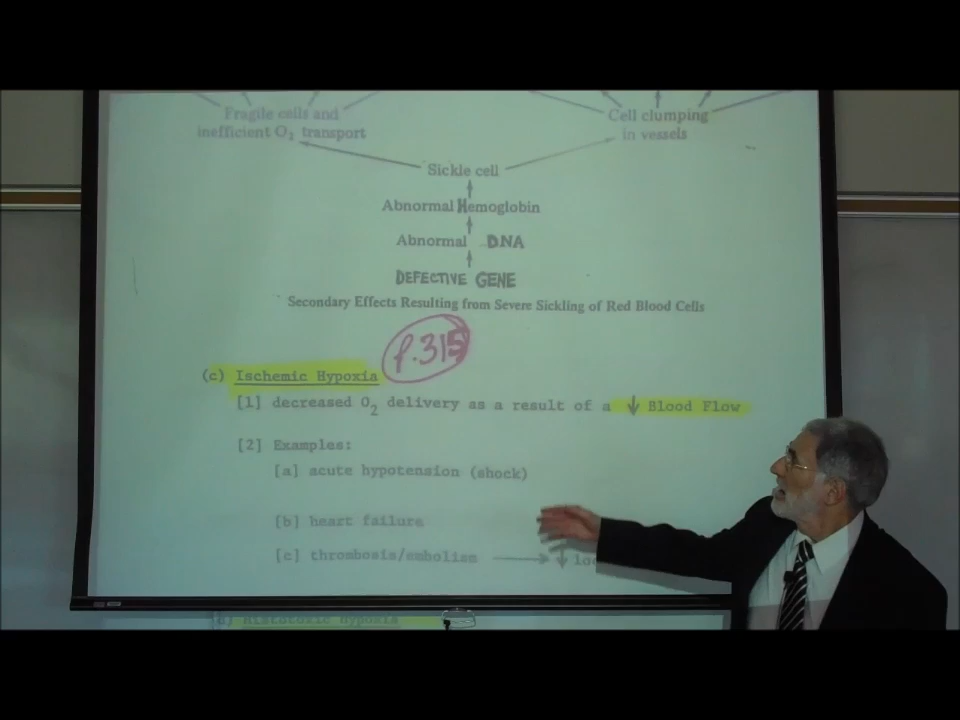 Fragile cells and
inefficient O₂ transport
Cell clumping
in vessels
Sickle cell
Abnormal Hemoglobin
Abnormal DNA
DEFECTIVE GENE
Secondary Effects Resulting from Severe Sickling of Red Blood Cells
p.315
(c) Ischemic Hypoxia
[1] decreased O₂ delivery as a result of a ↓ Blood Flow
[2] Examples:
[a] acute hypotension (shock)
[b] heart failure
[c] thrombosis/embolism → ↓
(d) Histotoxic Hypoxia